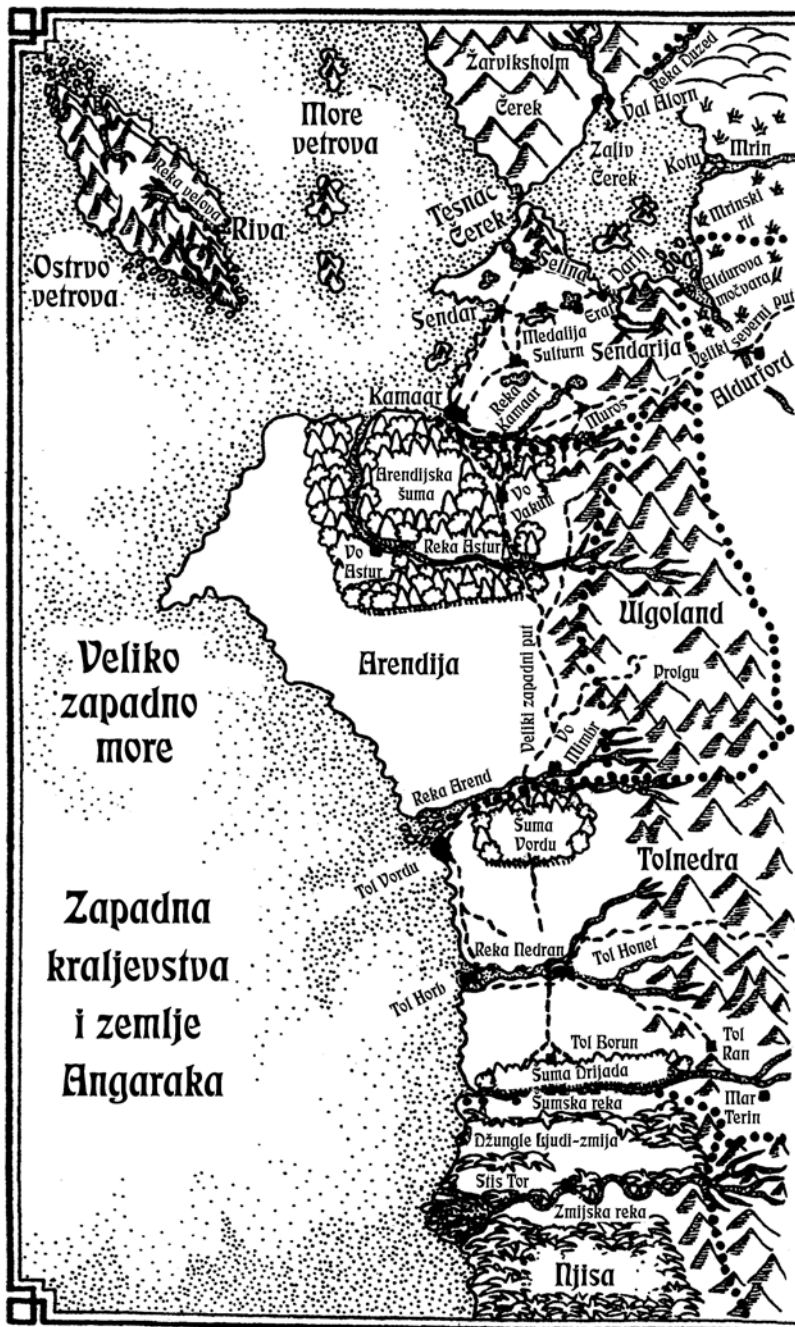 Žarviksholm
Čerek
Reka Duzed
Val Alorn
More
vetrova
Zaliv
Čerek
Kotu
Mrin
Reka velova
Riva
Ostrvo
vetrova
Tesnac
Čerek
Mrinski
rit
Selina
Darin
Aldurova
močvara
Sendar
Erat
Medalija
Sulturn
Sendarija
Veliki severni put
Aldurford
Kamaar
Reka
Kamaar
Muros
Arendijska
šuma
Vo
Vakun
Vo
Astur
Reka Astur
Ulgoland
Veliko
zapadno
more
Arendija
Veliki zapadni put
Prolgu
Vo
Mimbr
Reka Arend
Šuma
Vordu
Tol Vordu
Tolnedra
Zapadna
kraljevstva
i zemlje
Angaraka
Reka Nedran
Tol Honet
Tol Horb
Tol Borun
Tol
Ran
Šuma Drijada
Šumska reka
Mar
Terin
Džungle Ljudi-zmija
Stis Tor
Zmijska reka
Njisa